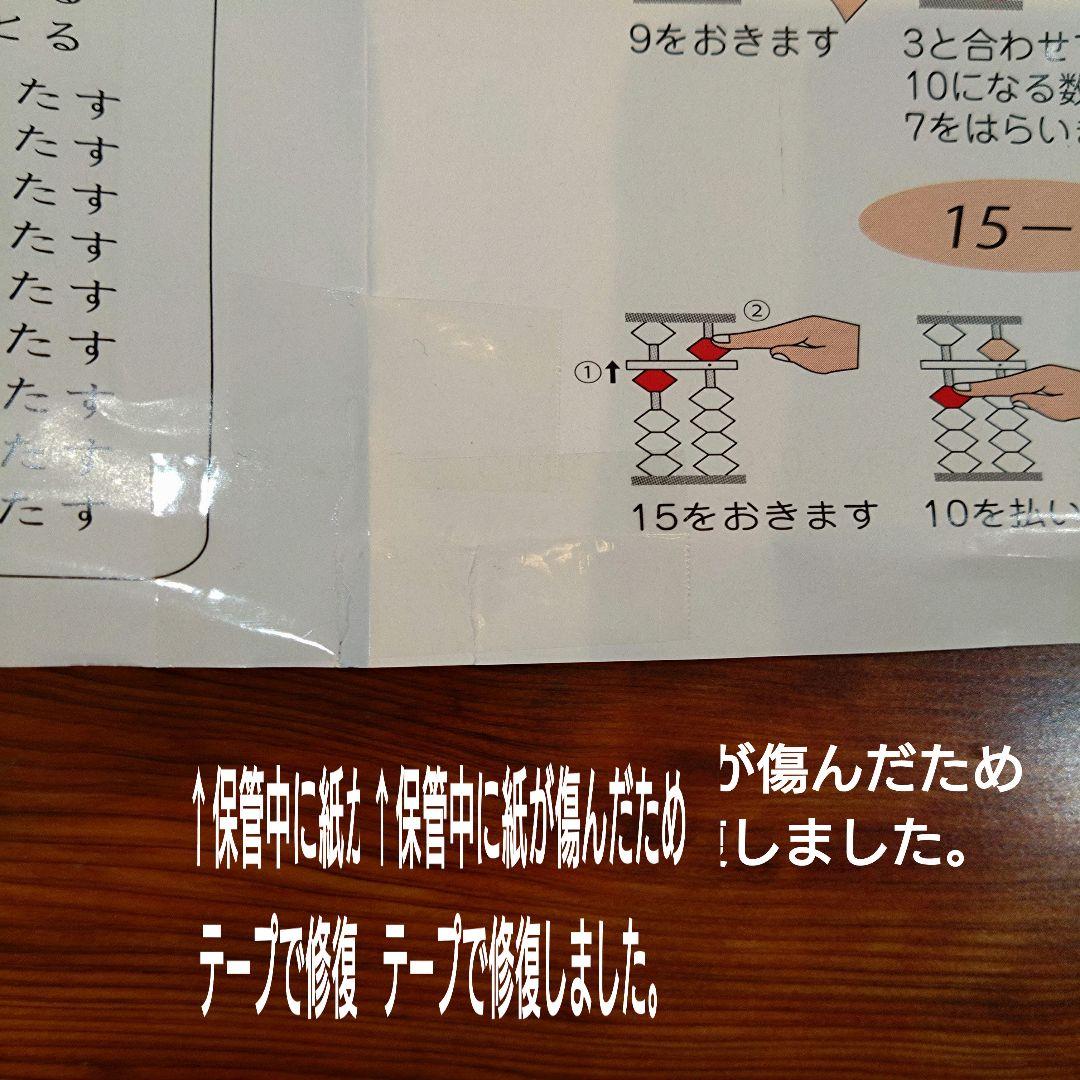 とる
たす
たす
たす
たす
たす
たす
たす
たす
たす
9をおきます
3と合わせ
10になる数
7をはらい
15－
②
①⬆
15をおきます
10を払い
↑保管中に紙が ↑保管中に紙が傷んだため
が傷んだため
しました。
テープで修復 テープで修復しました。